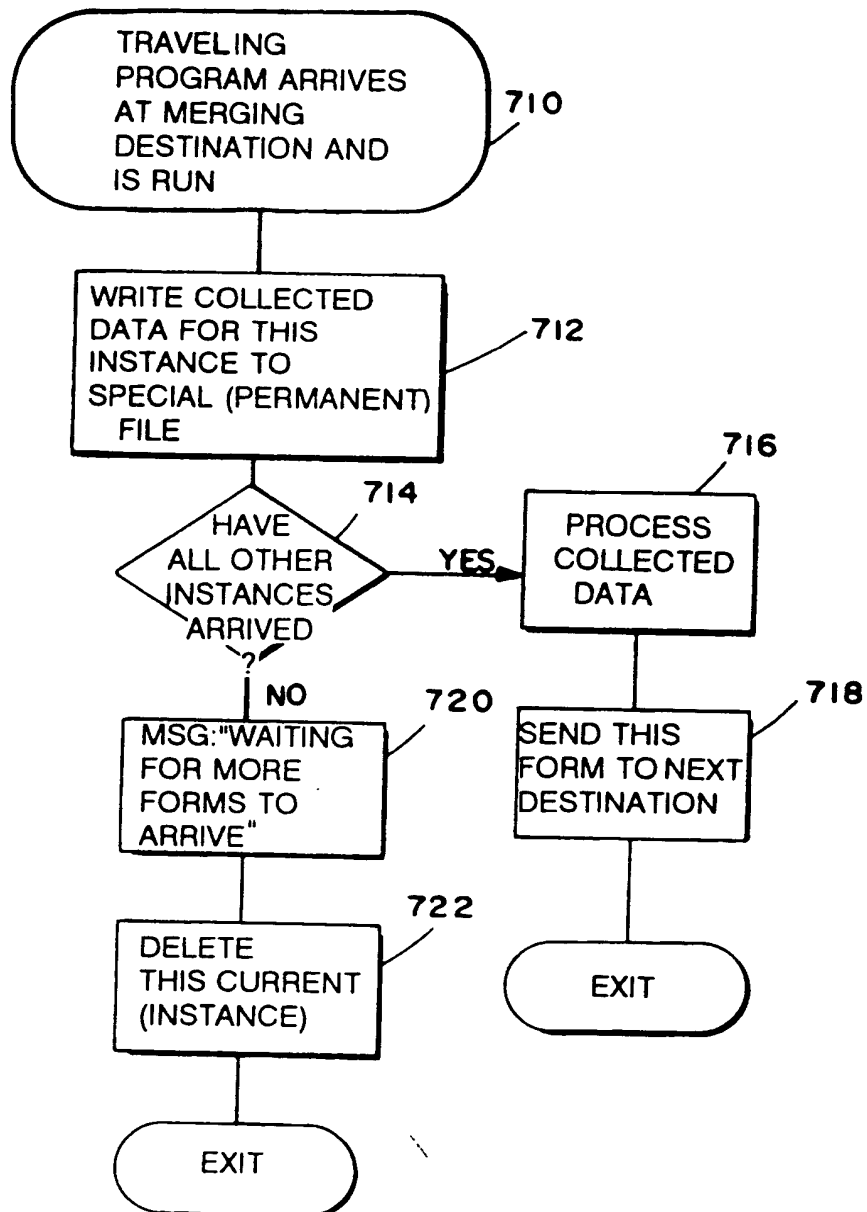 TRAVELING
PROGRAM ARRIVES
AT MERGING
DESTINATION AND
IS RUN
710
WRITE COLLECTED
DATA FOR THIS
INSTANCE TO
SPECIAL (PERMANENT)
FILE
712
HAVE
ALL OTHER
INSTANCES
ARRIVED
?
714
YES
PROCESS
COLLECTED
DATA
716
SEND THIS
FORM TO NEXT
DESTINATION
718
EXIT
NO
MSG:"WAITING
FOR MORE
FORMS TO
ARRIVE"
720
DELETE
THIS CURRENT
(INSTANCE)
722
EXIT